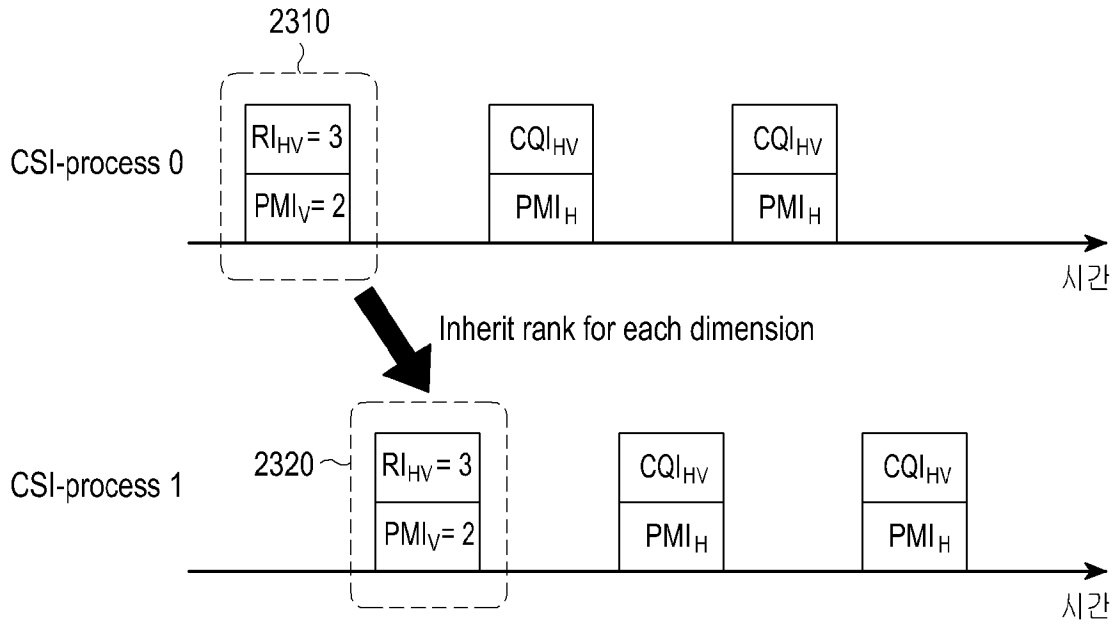 2310
CSI-process 0
RI_HV = 3
PMI_V = 2
CQI_HV
PMI_H
CQI_HV
PMI_H
시간
Inherit rank for each dimension
2320
CSI-process 1
RI_HV = 3
PMI_V = 2
CQI_HV
PMI_H
CQI_HV
PMI_H
시간